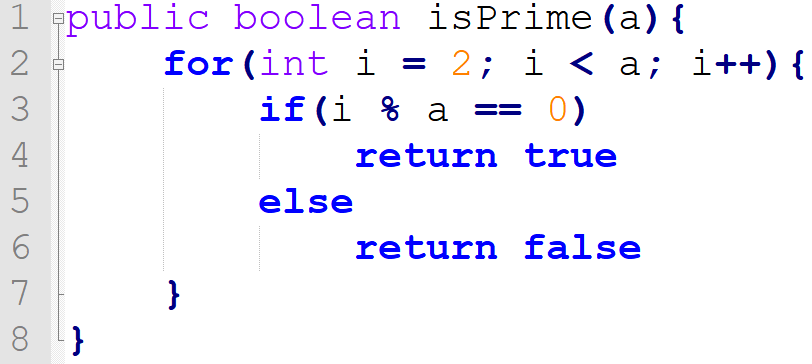 1 public boolean isPrime(a){
2     for(int i = 2; i < a; i++){
3         if(i % a == 0)
4             return true
5         else
6             return false
7     }
8 }